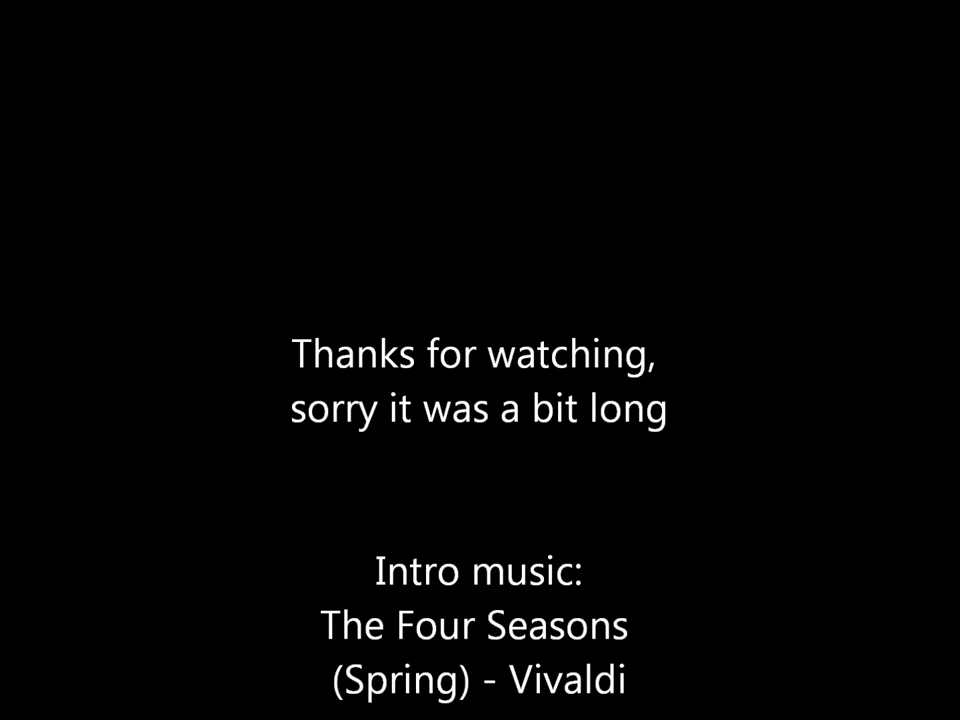 Thanks for watching,
sorry it was a bit long
Intro music:
The Four Seasons
(Spring) - Vivaldi